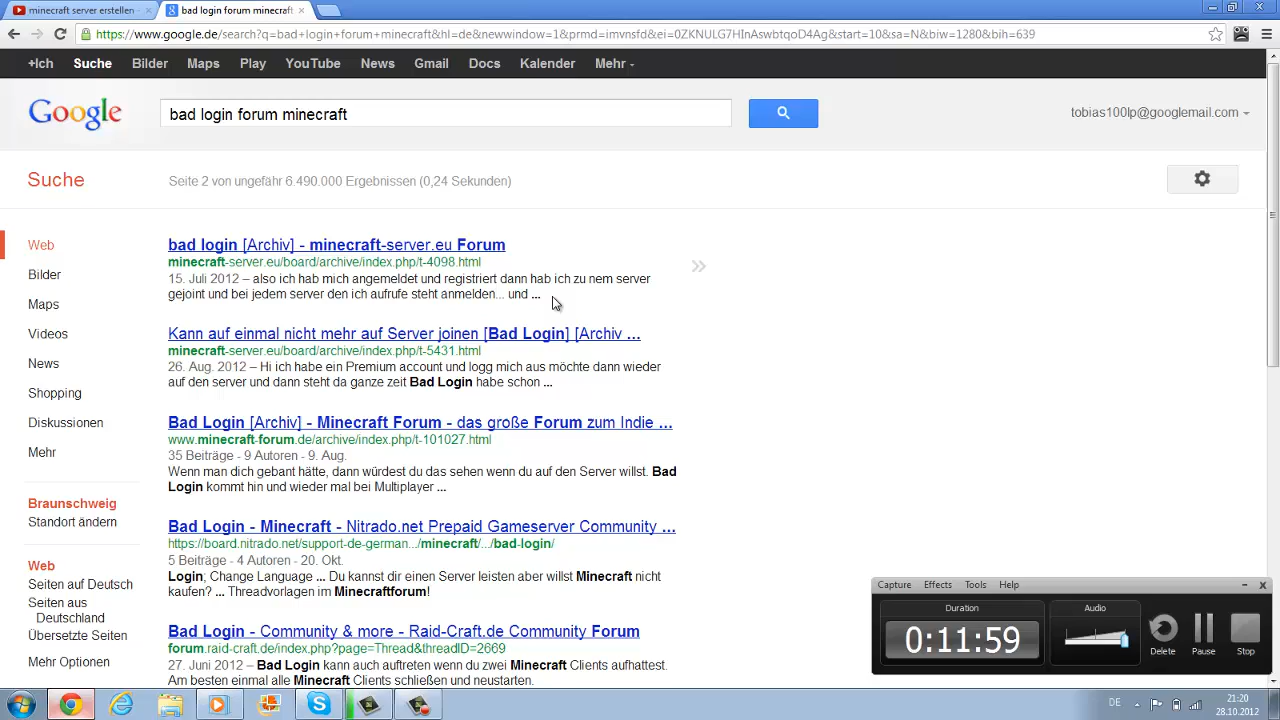 minecraft server erstellen -
bad login forum minecraft
https://www.google.de/search?q=bad+login+forum+minecraft&hl=de&newwindow=1&prmd=imvnsfd&ei=0ZKNULG7HInAswbtqoD4Ag&start=10&sa=N&biw=1280&bih=639
+Ich Suche Bilder Maps Play YouTube News Gmail Docs Kalender Mehr
Google
bad login forum minecraft
tobias100lp@googlemail.com
Suche
Seite 2 von ungefähr 6.490.000 Ergebnissen (0,24 Sekunden)
Web
Bilder
Maps
Videos
News
Shopping
Diskussionen
Mehr
Braunschweig
Standort ändern
Web
Seiten auf Deutsch
Seiten aus
Deutschland
Übersetzte Seiten
Mehr Optionen
bad login [Archiv] - minecraft-server.eu Forum
minecraft-server.eu/board/archive/index.php/t-4098.html
15. Juli 2012 – also ich hab mich angemeldet und registriert dann hab ich zu nem server
gejoint und bei jedem server den ich aufrufe steht anmelden... und ...
Kann auf einmal nicht mehr auf Server joinen [Bad Login] [Archiv ...
minecraft-server.eu/board/archive/index.php/t-5431.html
26. Aug. 2012 – Hi ich habe ein Premium account und logg mich aus möchte dann wieder
auf den server und dann steht da ganze zeit Bad Login habe schon ...
Bad Login [Archiv] - Minecraft Forum - das große Forum zum Indie ...
www.minecraft-forum.de/archive/index.php/t-101027.html
35 Beiträge - 9 Autoren - 9. Aug.
Wenn man dich gebant hätte, dann würdest du das sehen wenn du auf den Server willst. Bad
Login kommt hin und wieder mal bei Multiplayer ...
Bad Login - Minecraft - Nitrado.net Prepaid Gameserver Community ...
https://board.nitrado.net/support-de-german.../minecraft/.../bad-login/
5 Beiträge - 4 Autoren - 20. Okt.
Login; Change Language ... Du kannst dir einen Server leisten aber willst Minecraft nicht
kaufen? ... Threadvorlagen im Minecraftforum!
Bad Login - Community & more - Raid-Craft.de Community Forum
forum.raid-craft.de/index.php?page=Thread&threadID=2669
27. Juni 2012 – Bad Login kann auch auftreten wenn du zwei Minecraft Clients aufhattest.
Am besten einmal alle Minecraft Clients schließen und neustarten.
Capture Effects Tools Help
Duration
0:11:59
Audio
Delete
Pause
Stop
DE
21:20
28.10.2012